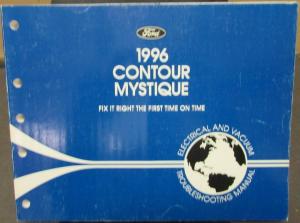 Ford
1996
CONTOUR
MYSTIQUE
FIX IT RIGHT THE FIRST TIME ON TIME
ELECTRICAL AND VACUUM
TROUBLESHOOTING MANUAL